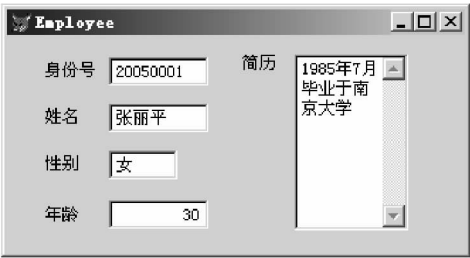 Employee
身份号 20050001
姓名 张丽平
性别 女
年龄 30
简历
1985年7月
毕业于南
京大学